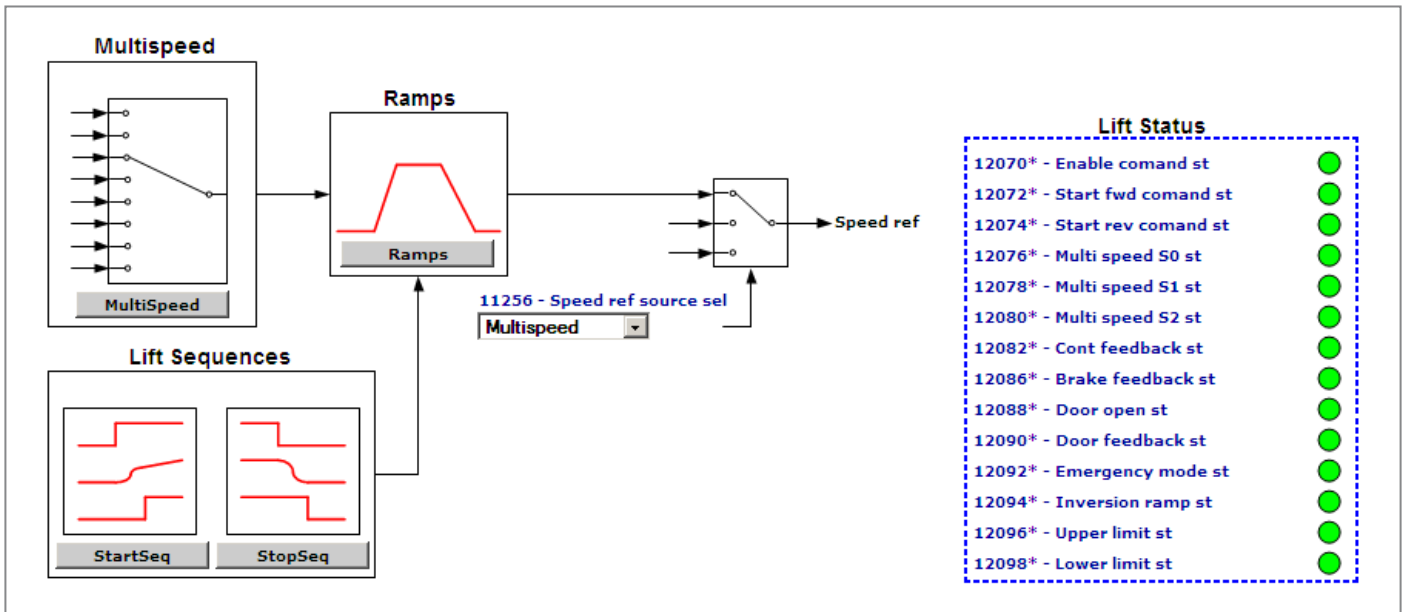 Multispeed
MultiSpeed
Ramps
Ramps
Speed ref
11256 - Speed ref source sel
Multispeed
Lift Sequences
StartSeq
StopSeq
Lift Status
12070* - Enable comand st
12072* - Start fwd comand st
12074* - Start rev comand st
12076* - Multi speed S0 st
12078* - Multi speed S1 st
12080* - Multi speed S2 st
12082* - Cont feedback st
12086* - Brake feedback st
12088* - Door open st
12090* - Door feedback st
12092* - Emergency mode st
12094* - Inversion ramp st
12096* - Upper limit st
12098* - Lower limit st